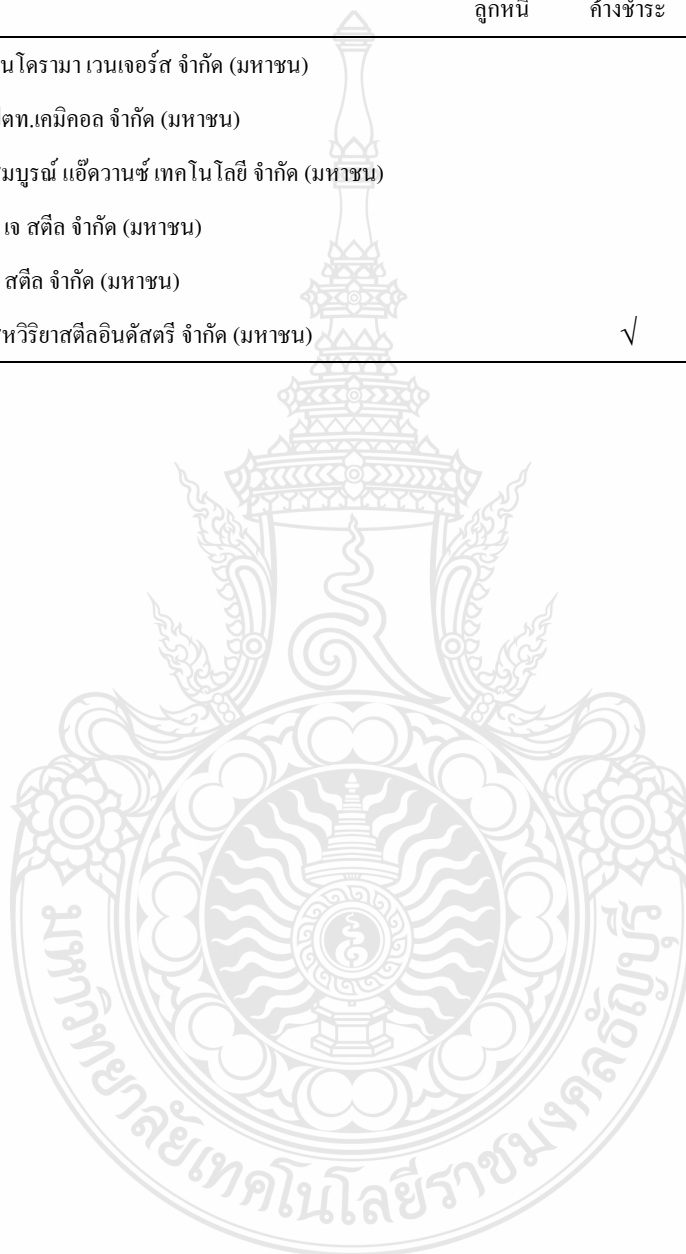 ลูกหนี้ ค้างชำระ
นโดรามา เวนเจอร์ส จำกัด (มหาชน)
ตท.เคมิคอล จำกัด (มหาชน)
มบูรณ์ แอ๊ดวานซ์ เทคโนโลยี จำกัด (มหาชน)
เจ สตีล จำกัด (มหาชน)
สตีล จำกัด (มหาชน)
หวิริยาสตีลอินดัสตรี จำกัด (มหาชน) √
มหาวิทยาลัยเทคโนโลยีราชมงคลธัญบุรี